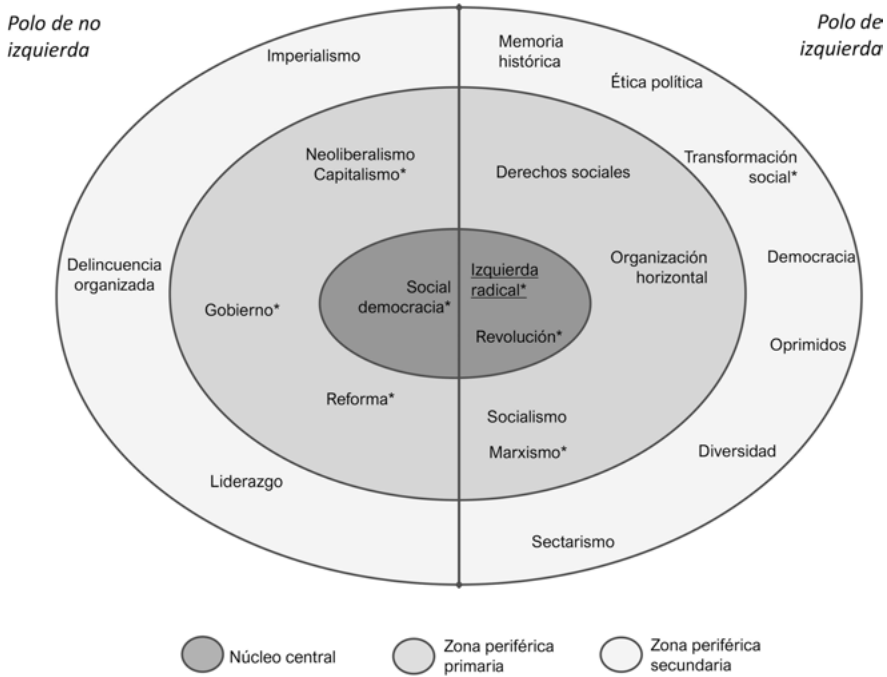 Polo de no
izquierda
Polo de
izquierda
Imperialismo
Memoria
histórica
Ética política
Neoliberalismo
Capitalismo*
Derechos sociales
Transformación
social*
Delincuencia
organizada
Gobierno*
Social
democracia*
Izquierda
radical*
Revolución*
Organización
horizontal
Democracia
Oprimidos
Reforma*
Socialismo
Marxismo*
Diversidad
Liderazgo
Sectarismo
Núcleo central
Zona periférica
primaria
Zona periférica
secundaria